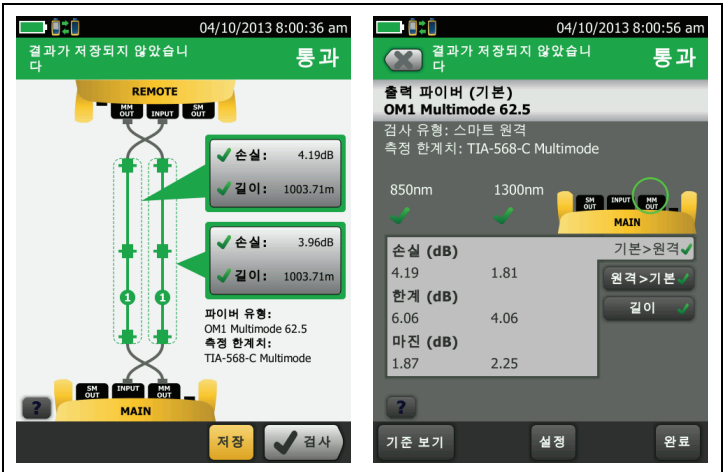 04/10/2013 8:00:36 am
결과가 저장되지 않았습니
다
통과
REMOTE
MM
OUT
INPUT
SM
OUT
손실: 4.19dB
길이: 1003.71m
손실: 3.96dB
길이: 1003.71m
1
1
파이버 유형:
OM1 Multimode 62.5
측정 한계치:
TIA-568-C Multimode
SM
OUT
INPUT
MM
OUT
MAIN
?
저장
검사
04/10/2013 8:00:56 am
결과가 저장되지 않았습니
다
통과
출력 파이버 (기본)
OM1 Multimode 62.5
검사 유형: 스마트 원격
측정 한계치: TIA-568-C Multimode
850nm 1300nm
SM
OUT
INPUT
MM
OUT
MAIN
손실 (dB)
4.19 1.81
한계 (dB)
6.06 4.06
마진 (dB)
1.87 2.25
기본>원격
원격>기본
길이
?
기준 보기
설정
완료